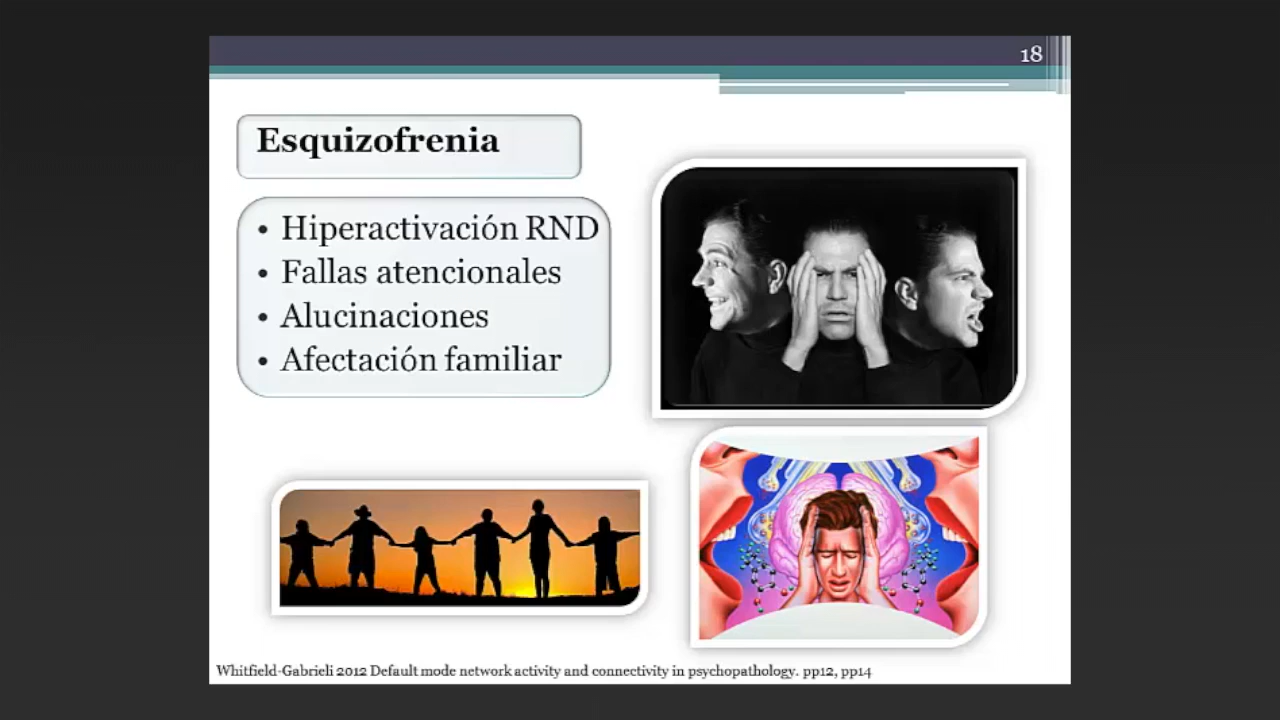 18
Esquizofrenia
• Hiperactivación RND
• Fallas atencionales
• Alucinaciones
• Afectación familiar
Whitfield-Gabrieli 2012 Default mode network activity and connectivity in psychopathology. pp12, pp14